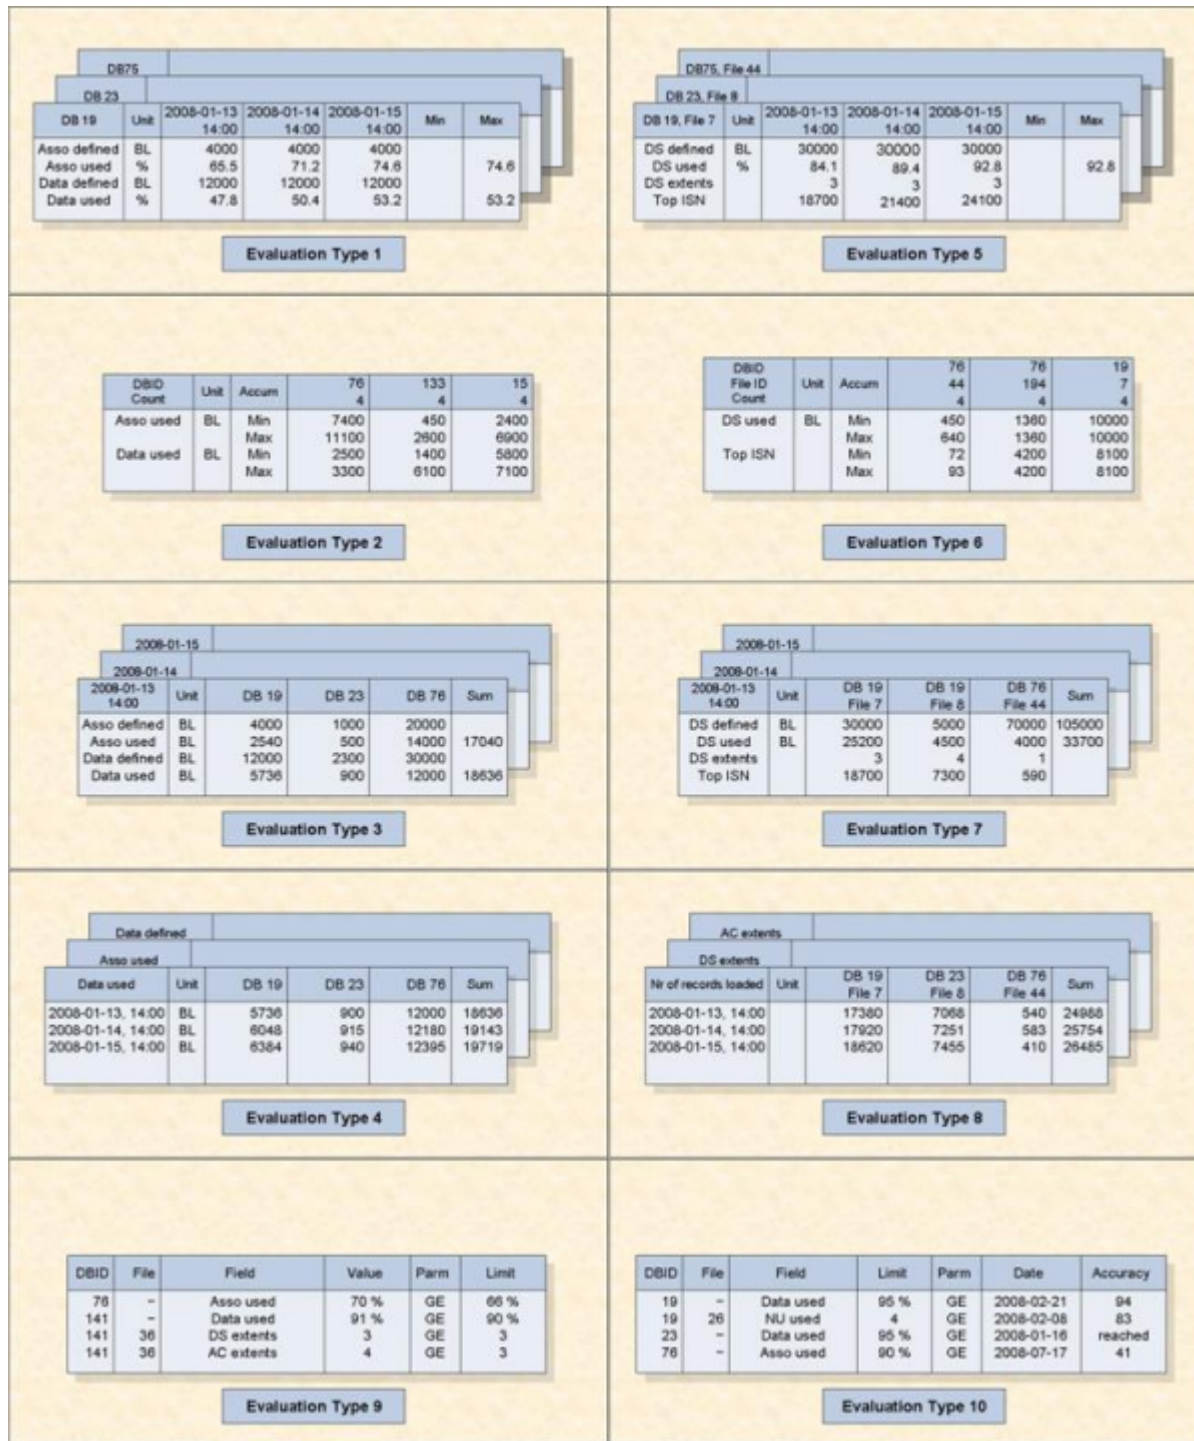 DB75
DB 23
DB 19 Unit 2008-01-13 14:00 2008-01-14 14:00 2008-01-15 14:00 Min Max
Asso defined BL 4000 4000 4000
Asso used % 65.5 71.2 74.6 74.6
Data defined BL 12000 12000 12000
Data used % 47.8 50.4 53.2 53.2
Evaluation Type 1
DB75, File 44
DB 23, File 8
DB 19, File 7 Unit 2008-01-13 14:00 2008-01-14 14:00 2008-01-15 14:00 Min Max
DS defined BL 30000 30000 30000
DS used % 84.1 89.4 92.8 92.8
DS extents 3 3 3
Top ISN 18700 21400 24100
Evaluation Type 5
DBID Count Unit Accum 76 4 133 4 15 4
Asso used BL Min 7400 450 2400
Max 11100 2600 6900
Data used BL Min 2500 1400 5800
Max 3300 6100 7100
Evaluation Type 2
DBID File ID Count Unit Accum 76 44 4 76 194 4 19 7 4
DS used BL Min 450 1360 10000
Max 640 1360 10000
Top ISN Min 72 4200 8100
Max 93 4200 8100
Evaluation Type 6
2008-01-15
2008-01-14
2008-01-13 14:00 Unit DB 19 DB 23 DB 76 Sum
Asso defined BL 4000 1000 20000
Asso used BL 2540 500 14000 17040
Data defined BL 12000 2300 30000
Data used BL 5736 900 12000 18636
Evaluation Type 3
2008-01-15
2008-01-14
2008-01-13 14:00 Unit DB 19 File 7 DB 19 File 8 DB 76 File 44 Sum
DS defined BL 30000 5000 70000 105000
DS used BL 25200 4500 4000 33700
DS extents 3 4 1
Top ISN 18700 7300 590
Evaluation Type 7
Data defined
Asso used
Data used Unit DB 19 DB 23 DB 76 Sum
2008-01-13, 14:00 BL 5736 900 12000 18636
2008-01-14, 14:00 BL 6048 915 12180 19143
2008-01-15, 14:00 BL 6384 940 12395 19719
Evaluation Type 4
AC extents
DS extents
Nr of records loaded Unit DB 19 File 7 DB 23 File 8 DB 76 File 44 Sum
2008-01-13, 14:00 17380 7068 540 24988
2008-01-14, 14:00 17920 7251 583 25754
2008-01-15, 14:00 18620 7455 410 26485
Evaluation Type 8
DBID File Field Value Parm Limit
76 – Asso used 70 % GE 66 %
141 – Data used 91 % GE 90 %
141 36 DS extents 3 GE 3
141 36 AC extents 4 GE 3
Evaluation Type 9
DBID File Field Limit Parm Date Accuracy
19 – Data used 95 % GE 2008-02-21 94
19 26 NU used 4 GE 2008-02-08 83
23 – Data used 95 % GE 2008-01-16 reached
76 – Asso used 90 % GE 2008-07-17 41
Evaluation Type 10